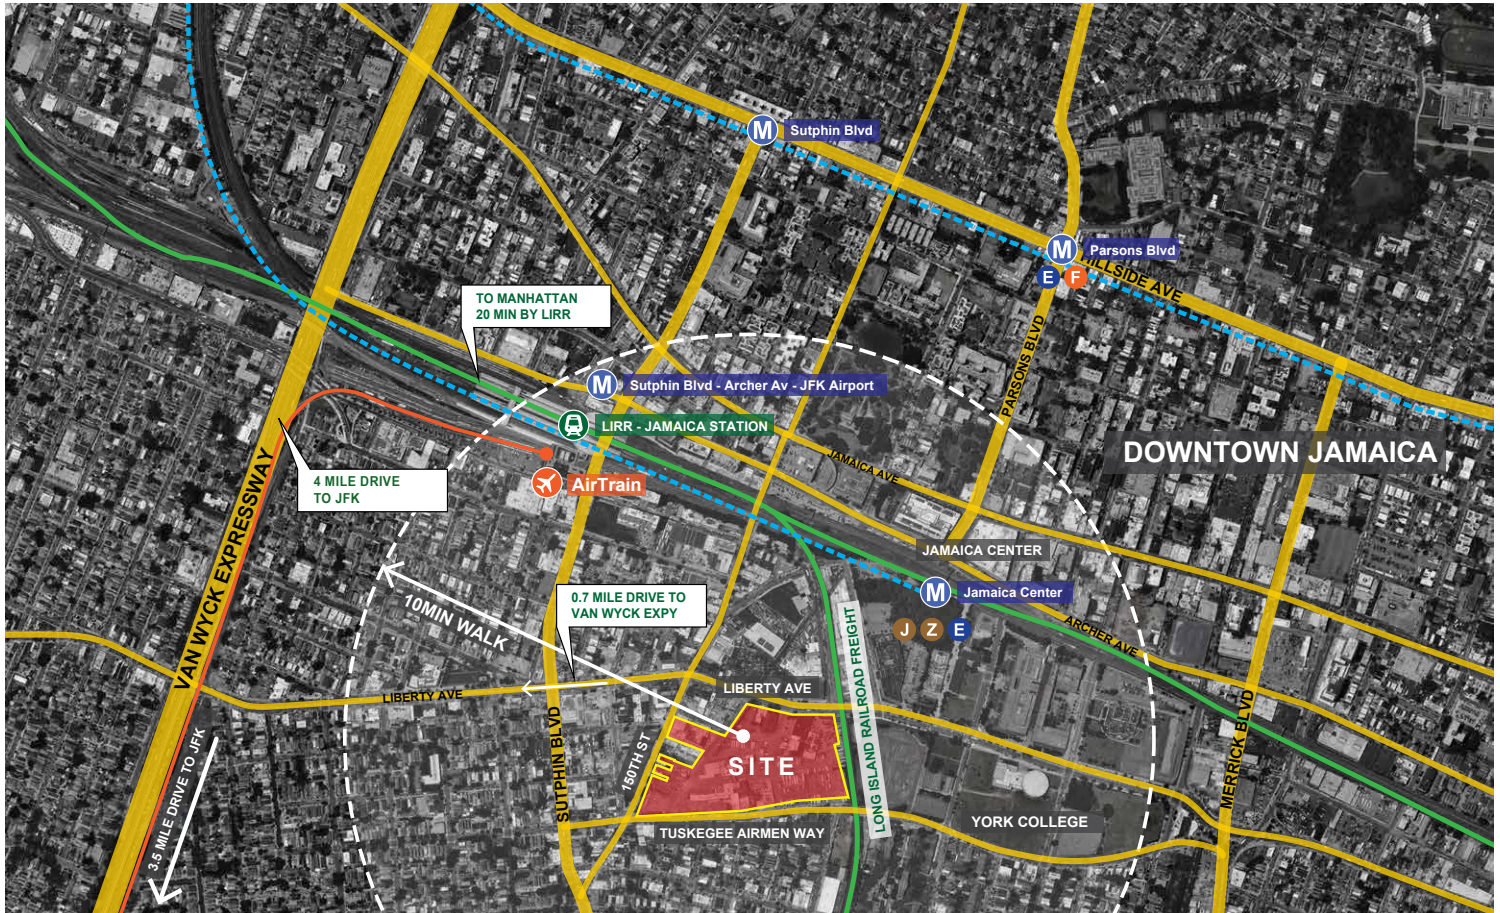 M
Sutphin Blvd
M
Parsons Blvd
E
F
HILLSIDE AVE
TO MANHATTAN
20 MIN BY LIRR
PARSONS BLVD
M
Sutphin Blvd - Archer Av - JFK Airport
LIRR - JAMAICA STATION
DOWNTOWN JAMAICA
JAMAICA AVE
4 MILE DRIVE
TO JFK
AirTrain
VAN WYCK EXPRESSWAY
JAMAICA CENTER
10MIN WALK
0.7 MILE DRIVE TO
VAN WYCK EXPY
M
Jamaica Center
J
Z
E
ARCHER AVE
LONG ISLAND RAILROAD FREIGHT
LIBERTY AVE
LIBERTY AVE
SUTPHIN BLVD
150TH ST
SITE
MERRICK BLVD
3.5 MILE DRIVE TO JFK
TUSKEGEE AIRMEN WAY
YORK COLLEGE